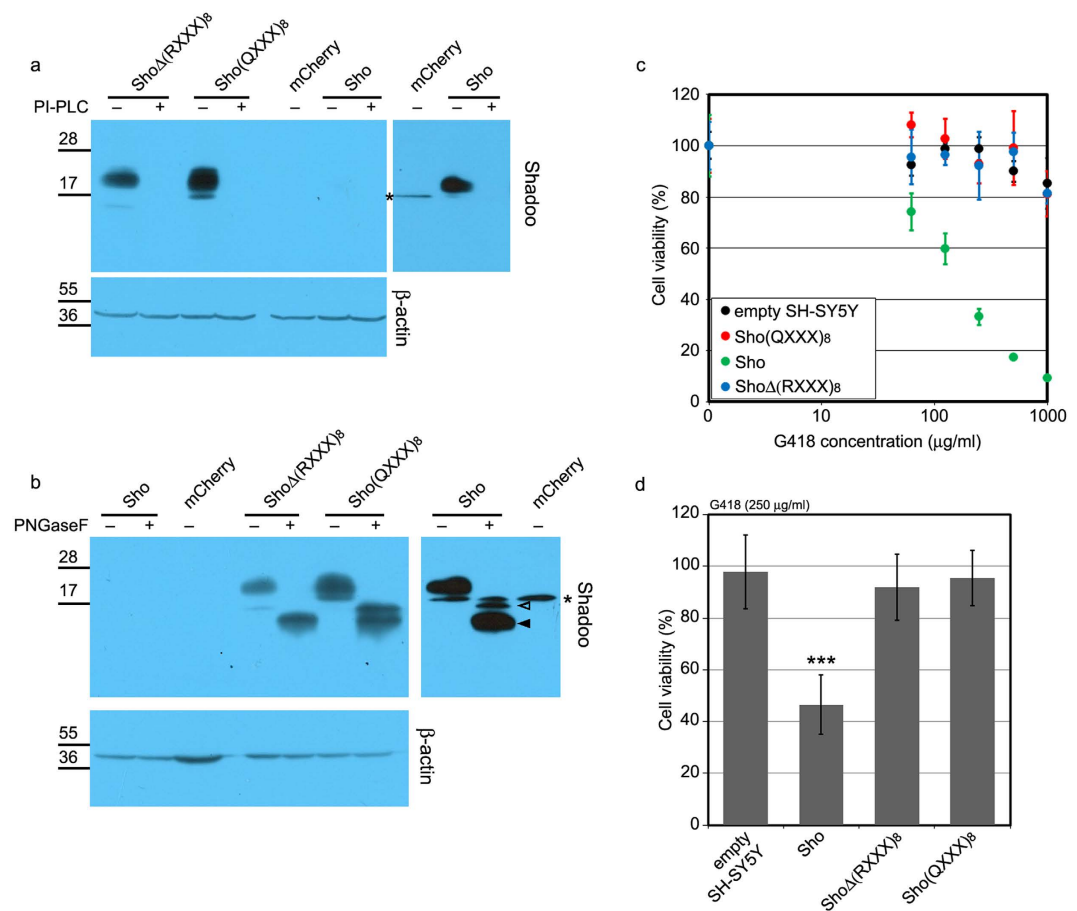 a
ShoΔ(RXXX)8 Sho(QXXX)8 mCherry Sho mCherry Sho
PI-PLC – + – + – – + – – +
28
17
*
Shadoo
55
36
β-actin
b
Sho mCherry ShoΔ(RXXX)8 Sho(QXXX)8 Sho mCherry
PNGaseF – + – – + – + – + –
28
17
*
Shadoo
55
36
β-actin
c
120
100
80
60
40
20
0
Cell viability (%)
empty SH-SY5Y
Sho(QXXX)8
Sho
ShoΔ(RXXX)8
0 10 100 1000
G418 concentration (μg/ml)
d
G418 (250 μg/ml)
120
100
80
60
40
20
0
Cell viability (%)
***
empty
SH-SY5Y
Sho
ShoΔ(RXXX)8
Sho(QXXX)8